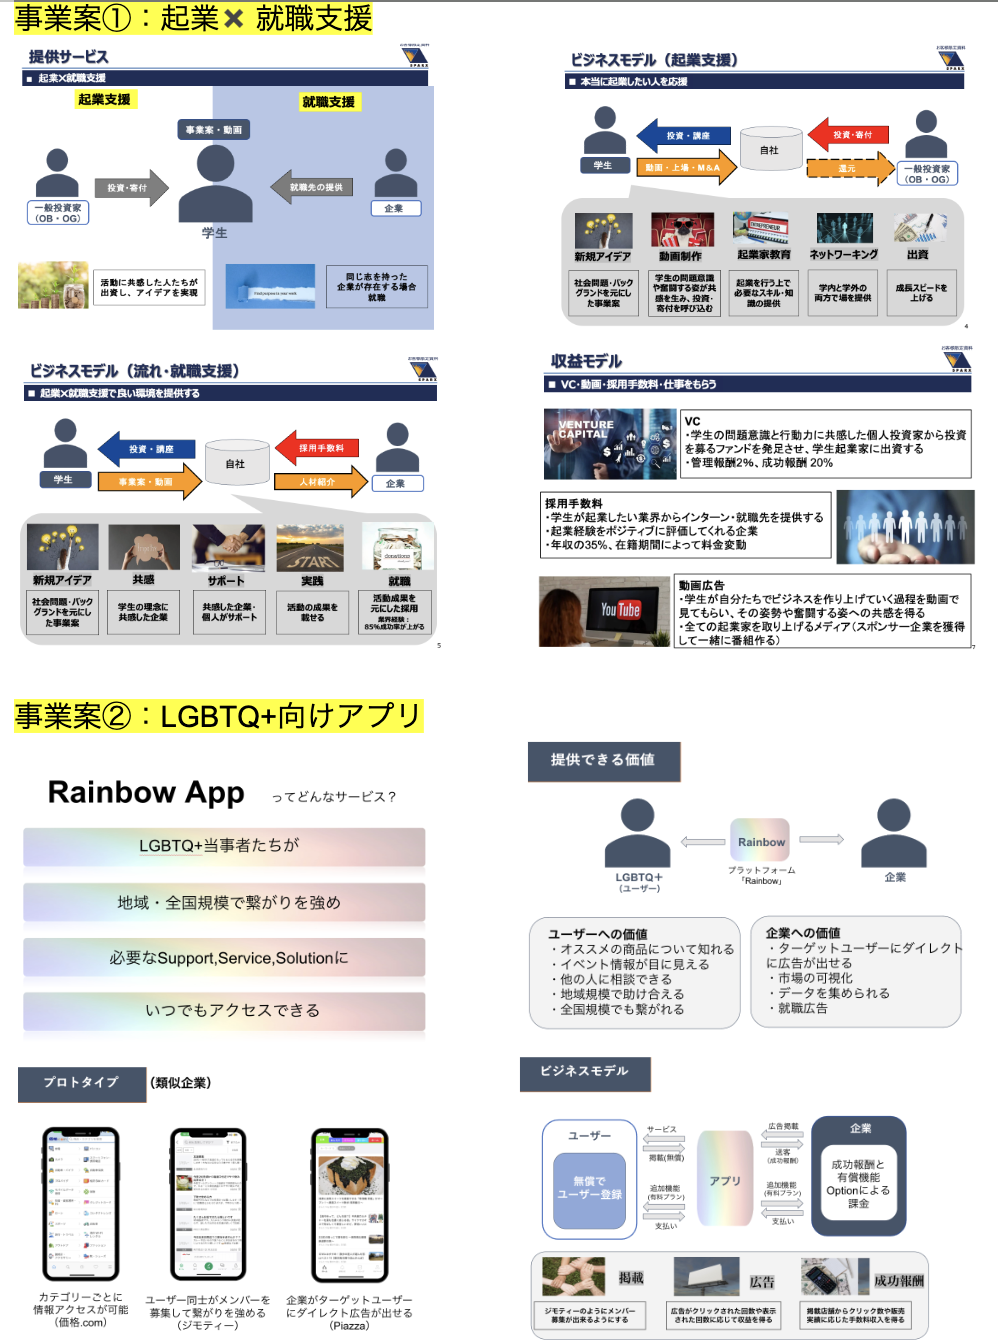 事業案①：起業✖ 就職支援
提供サービス
お客様限定資料
SPARX
■ 起業×就職支援
起業支援
就職支援
事業案・動画
投資・寄付
就職先の提供
一般投資家
（OB・OG）
学生
企業
活動に共感した人たちが
出資し、アイデアを実現
同じ志を持った
企業が存在する場合
就職
ビジネスモデル（起業支援）
お客様限定資料
SPARX
■ 本当に起業したい人を応援
投資・講座
投資・寄付
自社
学生
動画・上場・M&A
還元
一般投資家
（OB・OG）
新規アイデア
動画制作
起業家教育
ネットワーキング
出資
社会問題・バック
グランドを元にし
た事業案
学生の問題意識
や奮闘する姿が共
感を生み、投資・
寄付を呼び込む
起業を行う上で
必要なスキル・知
識の提供
学内と学外の
両方で場を提供
成長スピードを
上げる
4
ビジネスモデル（流れ・就職支援）
お客様限定資料
SPARX
■ 起業×就職支援で良い環境を提供する
投資・講座
採用手数料
自社
学生
事業案・動画
人材紹介
企業
START
donations
新規アイデア
共感
サポート
実践
就職
社会問題・バック
グランドを元にし
た事業案
学生の理念に
共感した企業
共感した企業・
個人がサポート
活動の成果を
載せる
活動成果を
元にした採用
業界経験：
85%成功率が上がる
5
収益モデル
お客様限定資料
SPARX
■ VC・動画・採用手数料・仕事をもらう
VENTURE
CAPITAL
VC
・学生の問題意識と行動力に共感した個人投資家から投資
を募るファンドを発足させ、学生起業家に出資する
・管理報酬2%、成功報酬 20%
採用手数料
・学生が起業したい業界からインターン・就職先を提供する
・起業経験をポジティブに評価してくれる企業
・年収の35%、在籍期間によって料金変動
YouTube
動画広告
・学生が自分たちでビジネスを作り上げていく過程を動画で
見てもらい、その姿勢や奮闘する姿への共感を得る
・全ての起業家を取り上げるメディア（スポンサー企業を獲得
して一緒に番組作る）
7
事業案②：LGBTQ+向けアプリ
Rainbow App ってどんなサービス？
LGBTQ+当事者たちが
地域・全国規模で繋がりを強め
必要なSupport,Service,Solutionに
いつでもアクセスできる
提供できる価値
Rainbow
LGBTQ＋
（ユーザー）
プラットフォーム
「Rainbow」
企業
ユーザーへの価値
・オススメの商品について知れる
・イベント情報が目に見える
・他の人に相談できる
・地域規模で助け合える
・全国規模でも繋がれる
企業への価値
・ターゲットユーザーにダイレクト
に広告が出せる
・市場の可視化
・データを集められる
・就職広告
プロトタイプ
（類似企業）
カテゴリーごとに
情報アクセスが可能
（価格.com）
ユーザー同士がメンバーを
募集して繋がりを強める
（ジモティー）
企業がターゲットユーザー
にダイレクト広告が出せる
（Piazza）
ビジネスモデル
ユーザー
無償で
ユーザー登録
サービス
掲載(無償)
追加機能
(有料プラン)
支払い
アプリ
広告掲載
送客
(成功報酬)
追加機能
(有料プラン)
支払い
企業
成功報酬と
有償機能
Optionによる
課金
掲載
広告
成功報酬
ジモティーのようにメンバー
募集が出来るようにする
広告がクリックされた回数や表示
された回数に応じて収益を得る
掲載店舗からクリック数や販売
実績に応じた手数料収入を得る